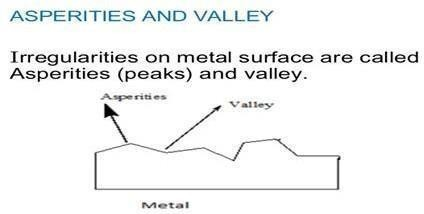 ASPERITIES AND VALLEY
Irregularities on metal surface are called
Asperities (peaks) and valley.
Asperities
Valley
Metal